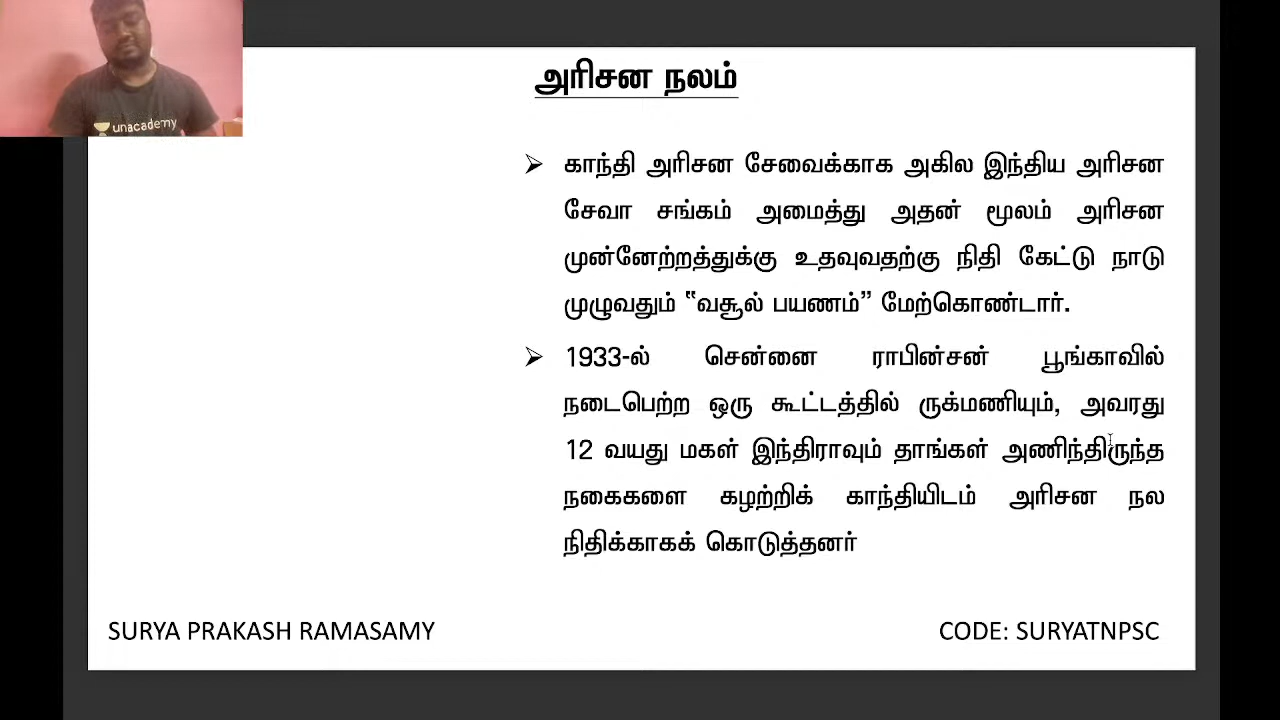 unacademy
அரிசன நலம்
➢ காந்தி அரிசன சேவைக்காக அகில இந்திய அரிசன
சேவா சங்கம் அமைத்து அதன் மூலம் அரிசன
முன்னேற்றத்துக்கு உதவுவதற்கு நிதி கேட்டு நாடு
முழுவதும் “வசூல் பயணம்” மேற்கொண்டார்.
➢ 1933-ல் சென்னை ராபின்சன் பூங்காவில்
நடைபெற்ற ஒரு கூட்டத்தில் ருக்மணியும், அவரது
12 வயது மகள் இந்திராவும் தாங்கள் அணிந்திருந்த
நகைகளை கழற்றிக் காந்தியிடம் அரிசன நல
நிதிக்காகக் கொடுத்தனர்
SURYA PRAKASH RAMASAMY
CODE: SURYATNPSC